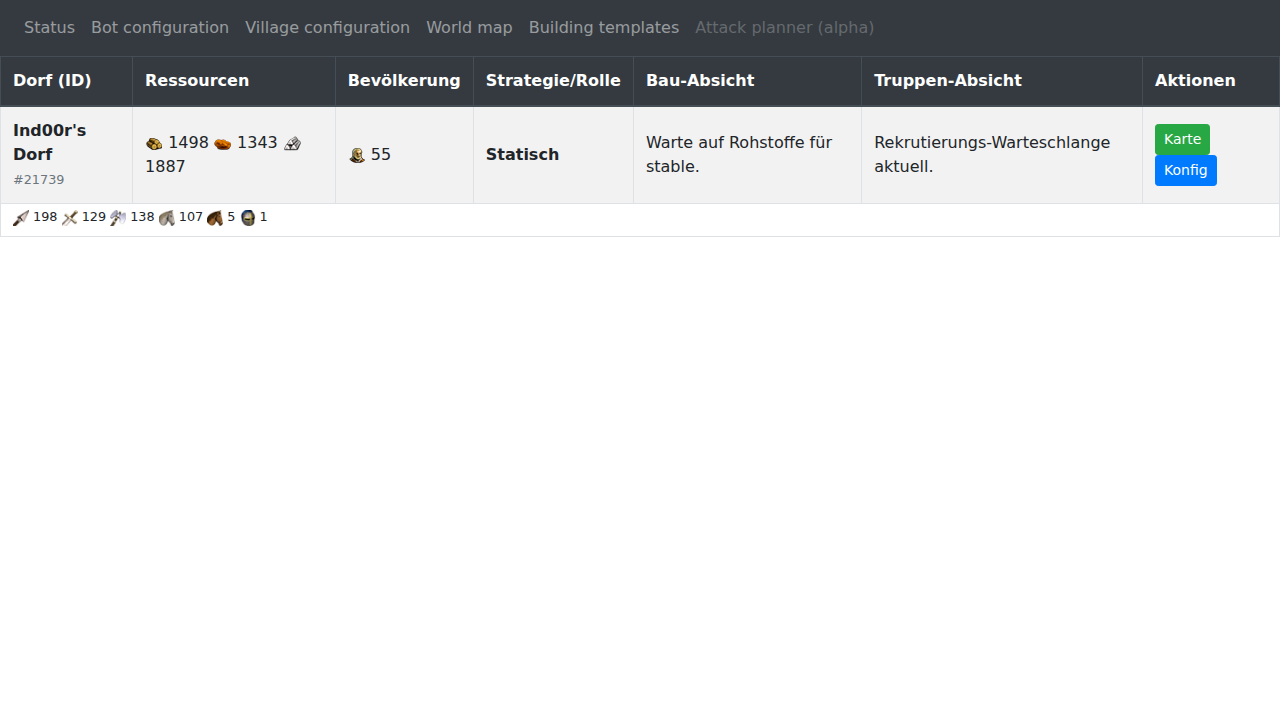 Status Bot configuration Village configuration World map Building templates Attack planner (alpha)
Dorf (ID) Ressourcen Bevölkerung Strategie/Rolle Bau-Absicht Truppen-Absicht Aktionen
Ind00r's
Dorf
#21739
1498 1343
1887
55
Statisch
Warte auf Rohstoffe für
stable.
Rekrutierungs-Warteschlange
aktuell.
Karte
Konfig
198 129 138 107 5 1